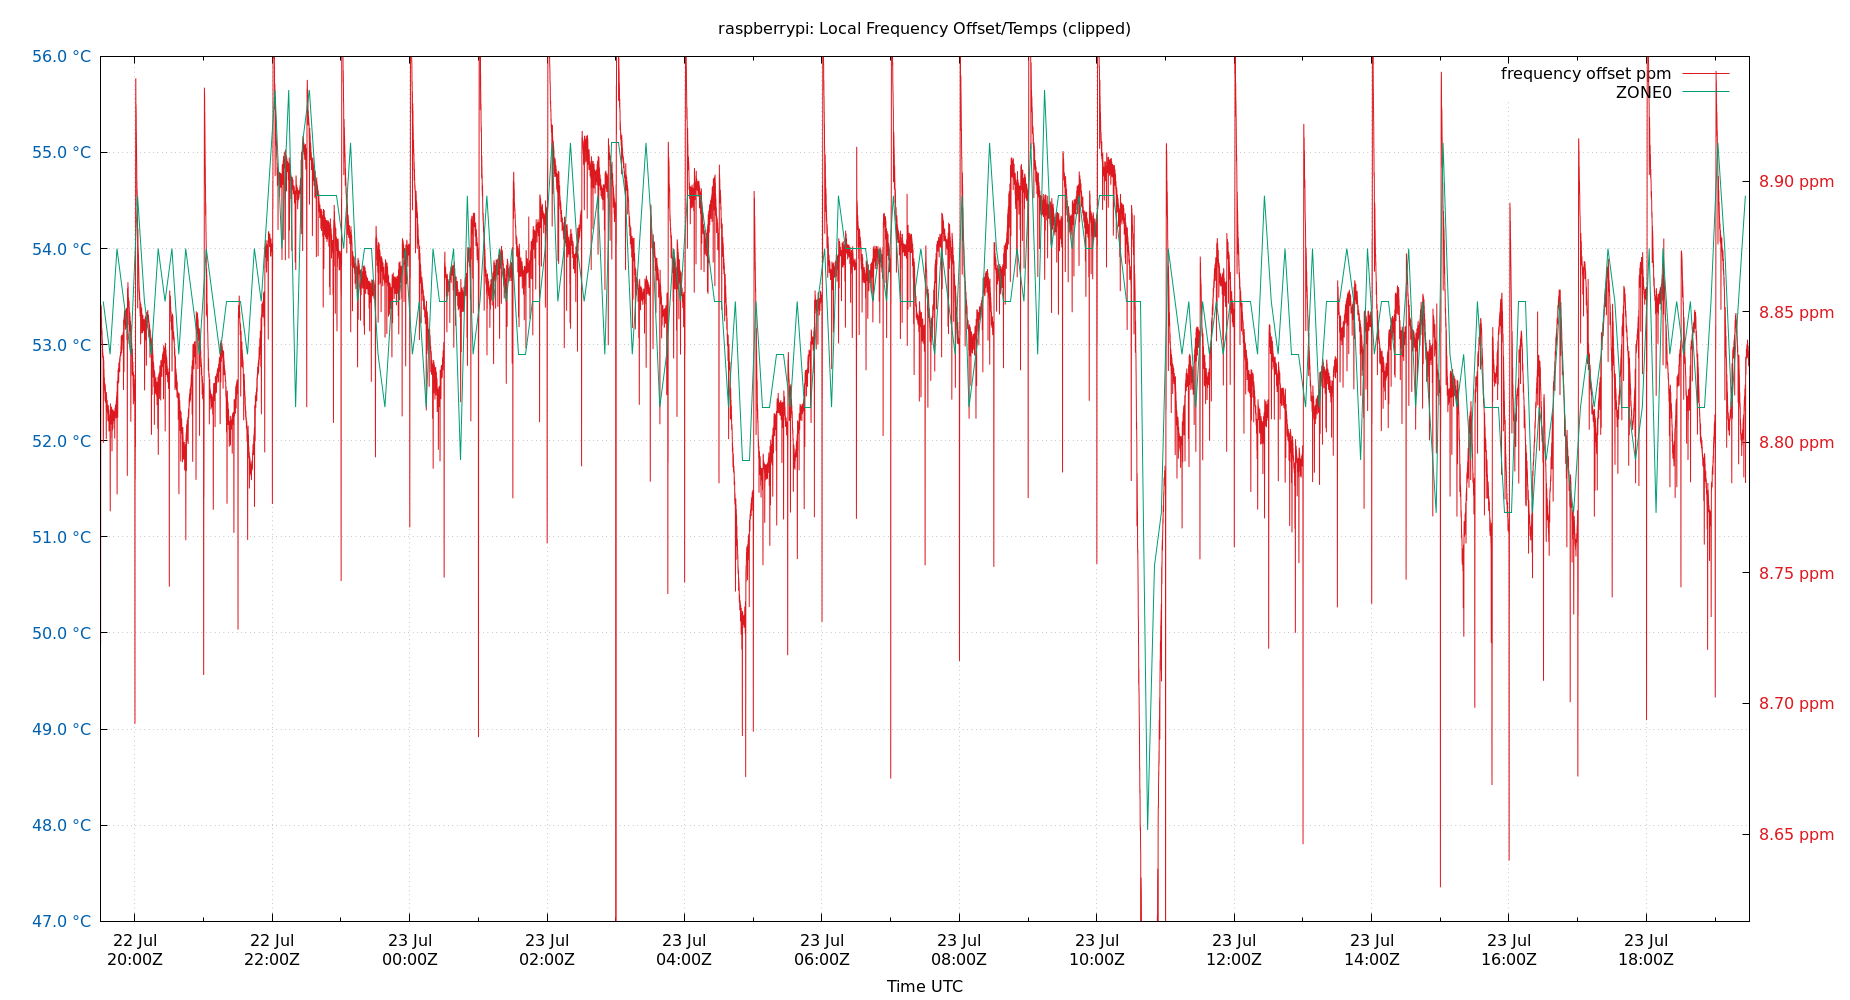 raspberrypi: Local Frequency Offset/Temps (clipped)
56.0 °C
55.0 °C
54.0 °C
53.0 °C
52.0 °C
51.0 °C
50.0 °C
49.0 °C
48.0 °C
47.0 °C
frequency offset ppm
ZONE0
8.90 ppm
8.85 ppm
8.80 ppm
8.75 ppm
8.70 ppm
8.65 ppm
22 Jul 22 Jul 23 Jul 23 Jul 23 Jul 23 Jul 23 Jul 23 Jul 23 Jul 23 Jul 23 Jul 23 Jul
20:00Z 22:00Z 00:00Z 02:00Z 04:00Z 06:00Z 08:00Z 10:00Z 12:00Z 14:00Z 16:00Z 18:00Z
Time UTC